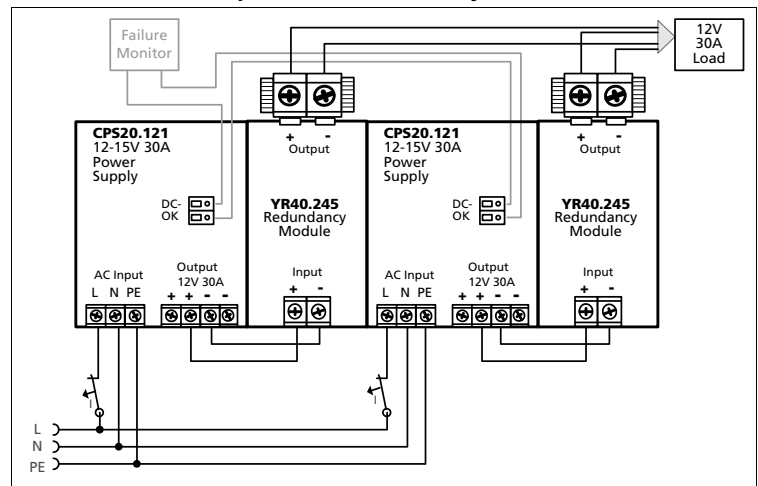 Failure
Monitor
12V
30A
Load
CPS20.121
12-15V 30A
Power
Supply
DC-
OK
AC Input
L N PE
Output
12V 30A
+ + - -
+ -
Output
YR40.245
Redundancy
Module
Input
+ -
CPS20.121
12-15V 30A
Power
Supply
DC-
OK
AC Input
L N PE
Output
12V 30A
+ + - -
+ -
Output
YR40.245
Redundancy
Module
Input
+ -
I
I
L
N
PE